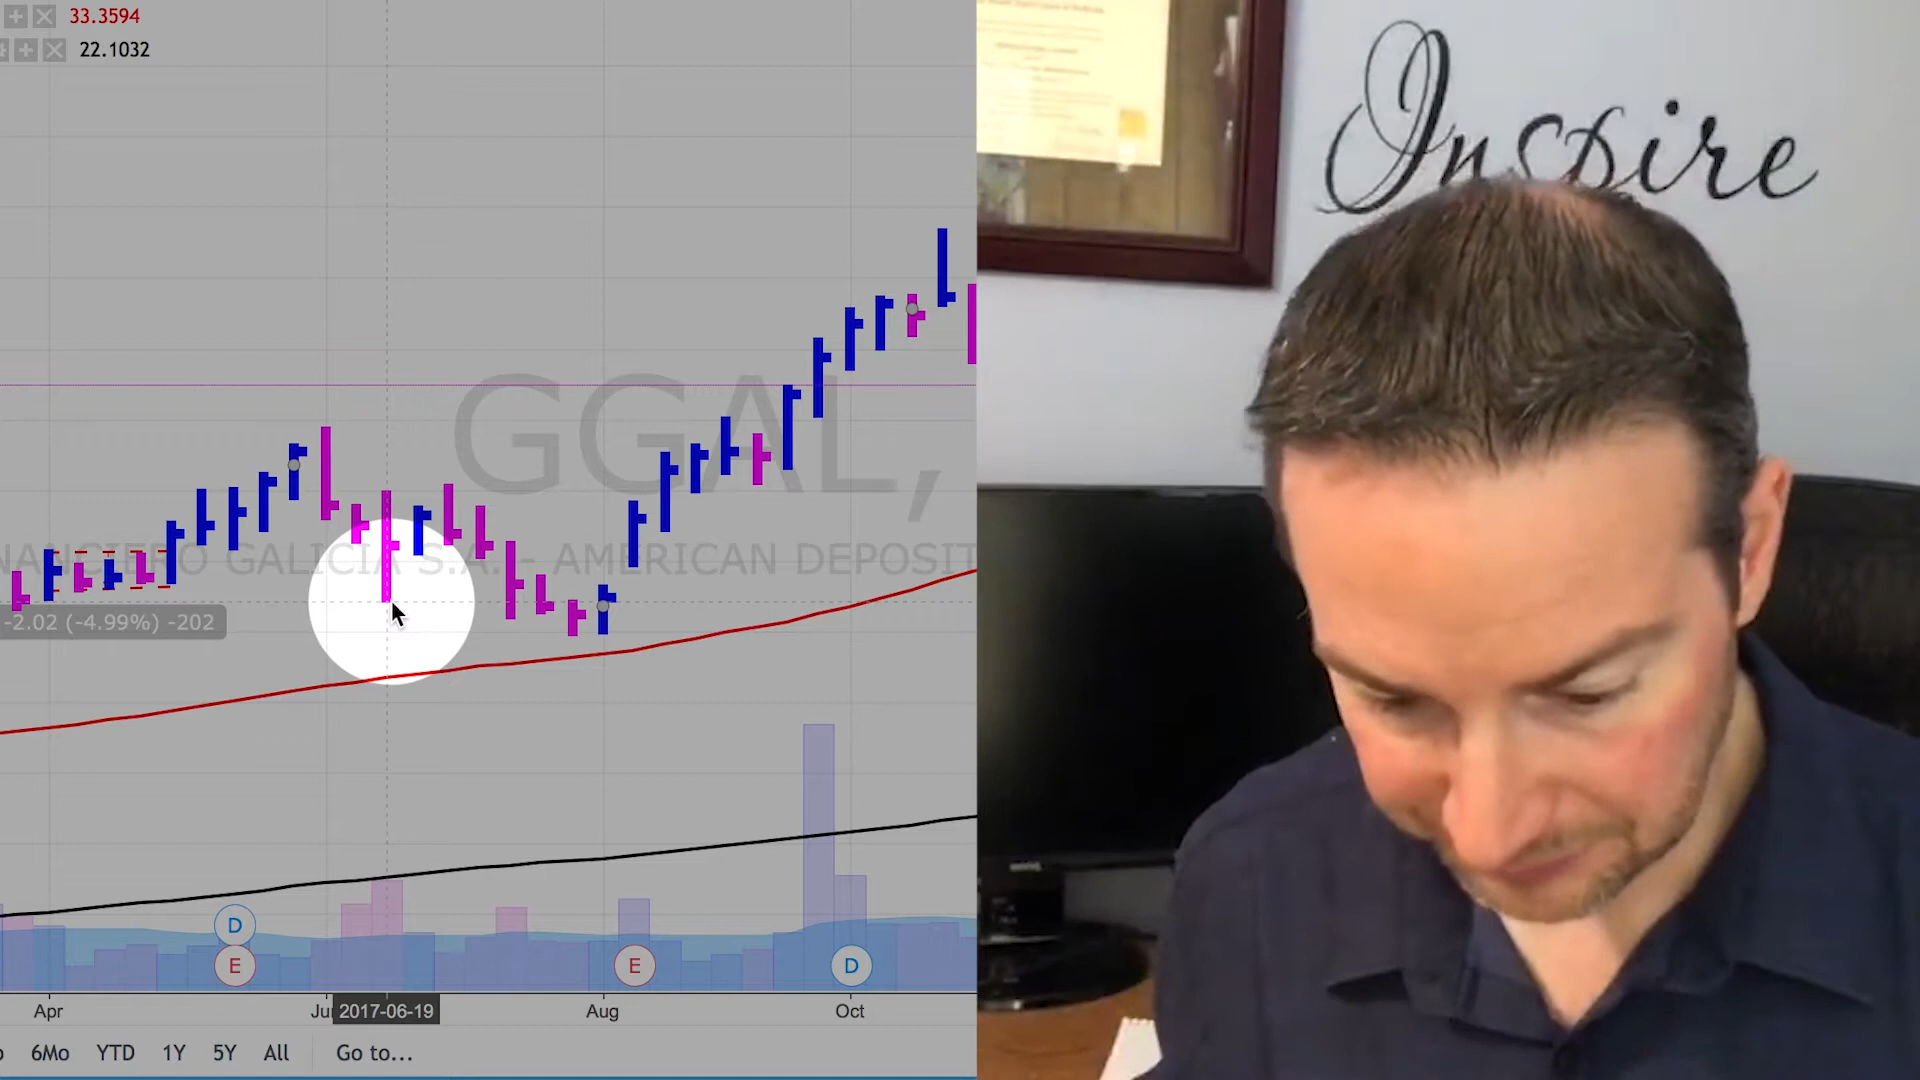 33.3594
22.1032
Inspire
GGAL,
NANCIERO GALICIA S.A. - AMERICAN DEPOSIT
-2.02 (-4.99%) -202
D
E
E
D
Apr
2017-06-19
Aug
Oct
6Mo YTD 1Y 5Y All Go to...